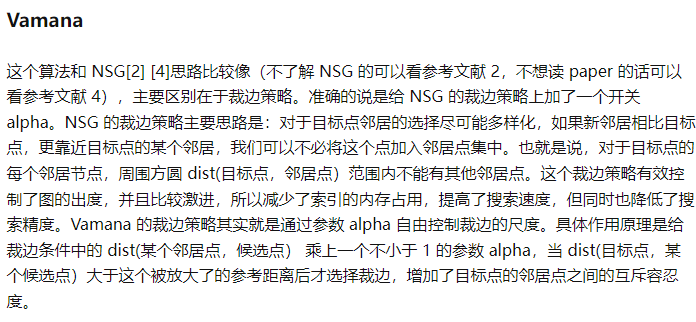 Vamana
这个算法和 NSG[2] [4]思路比较像（不了解 NSG 的可以看参考文献 2，不想读 paper 的话可以
看参考文献 4），主要区别在于裁边策略。准确的说是给 NSG 的裁边策略上加了一个开关
alpha。NSG 的裁边策略主要思路是：对于目标点邻居的选择尽可能多样化，如果新邻居相比目标
点，更靠近目标点的某个邻居，我们可以不必将这个点加入邻居点集中。也就是说，对于目标点的
每个邻居节点，周围方圆 dist(目标点，邻居点）范围内不能有其他邻居点。这个裁边策略有效控
制了图的出度，并且比较激进，所以减少了索引的内存占用，提高了搜索速度，但同时也降低了搜
索精度。Vamana 的裁边策略其实就是通过参数 alpha 自由控制裁边的尺度。具体作用原理是给
裁边条件中的 dist(某个邻居点，候选点） 乘上一个不小于 1 的参数 alpha，当 dist(目标点，某
个候选点）大于这个被放大了的参考距离后才选择裁边，增加了目标点的邻居点之间的互斥容忍
度。